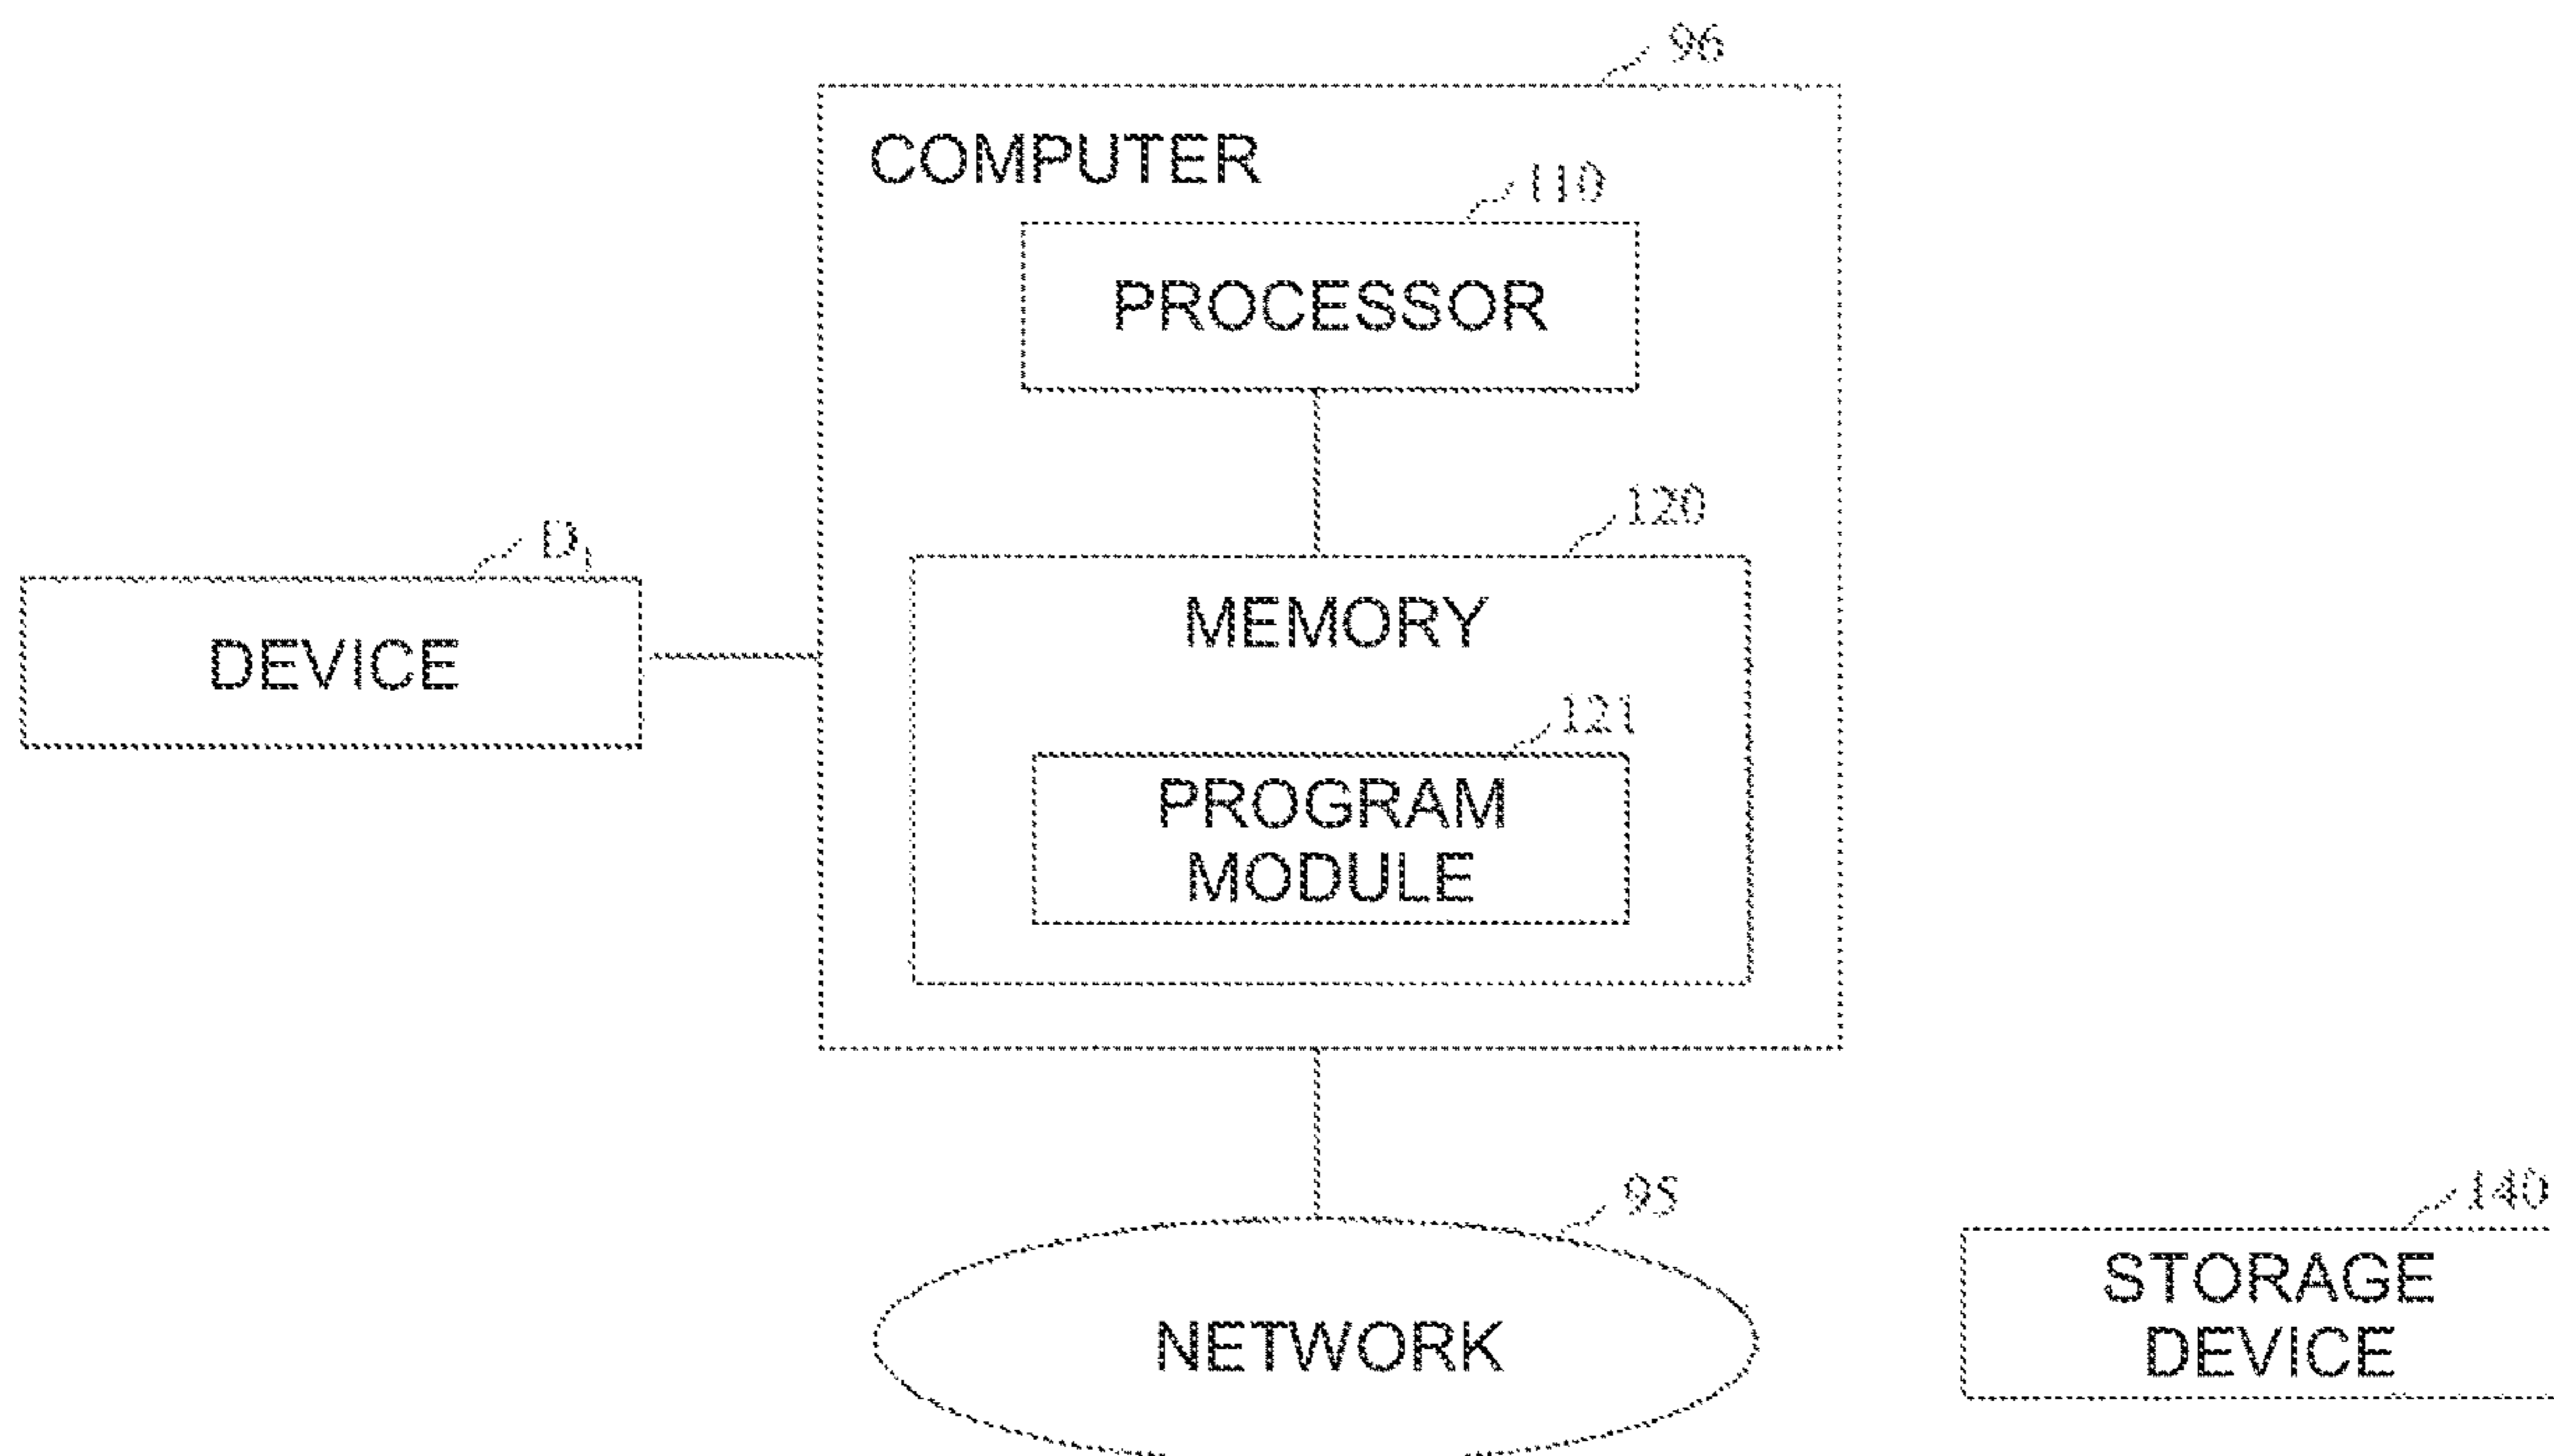 96
COMPUTER
110
PROCESSOR
120
D1
MEMORY
DEVICE
121
PROGRAM
MODULE
95
140
NETWORK
STORAGE
DEVICE